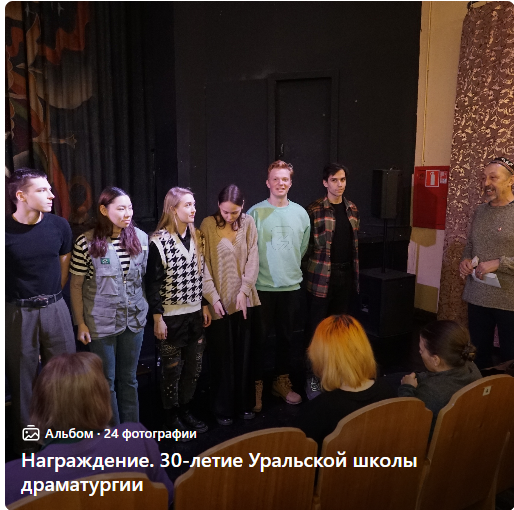 Альбом · 24 фотографии
Награждение. 30-летие Уральской школы
драматургии